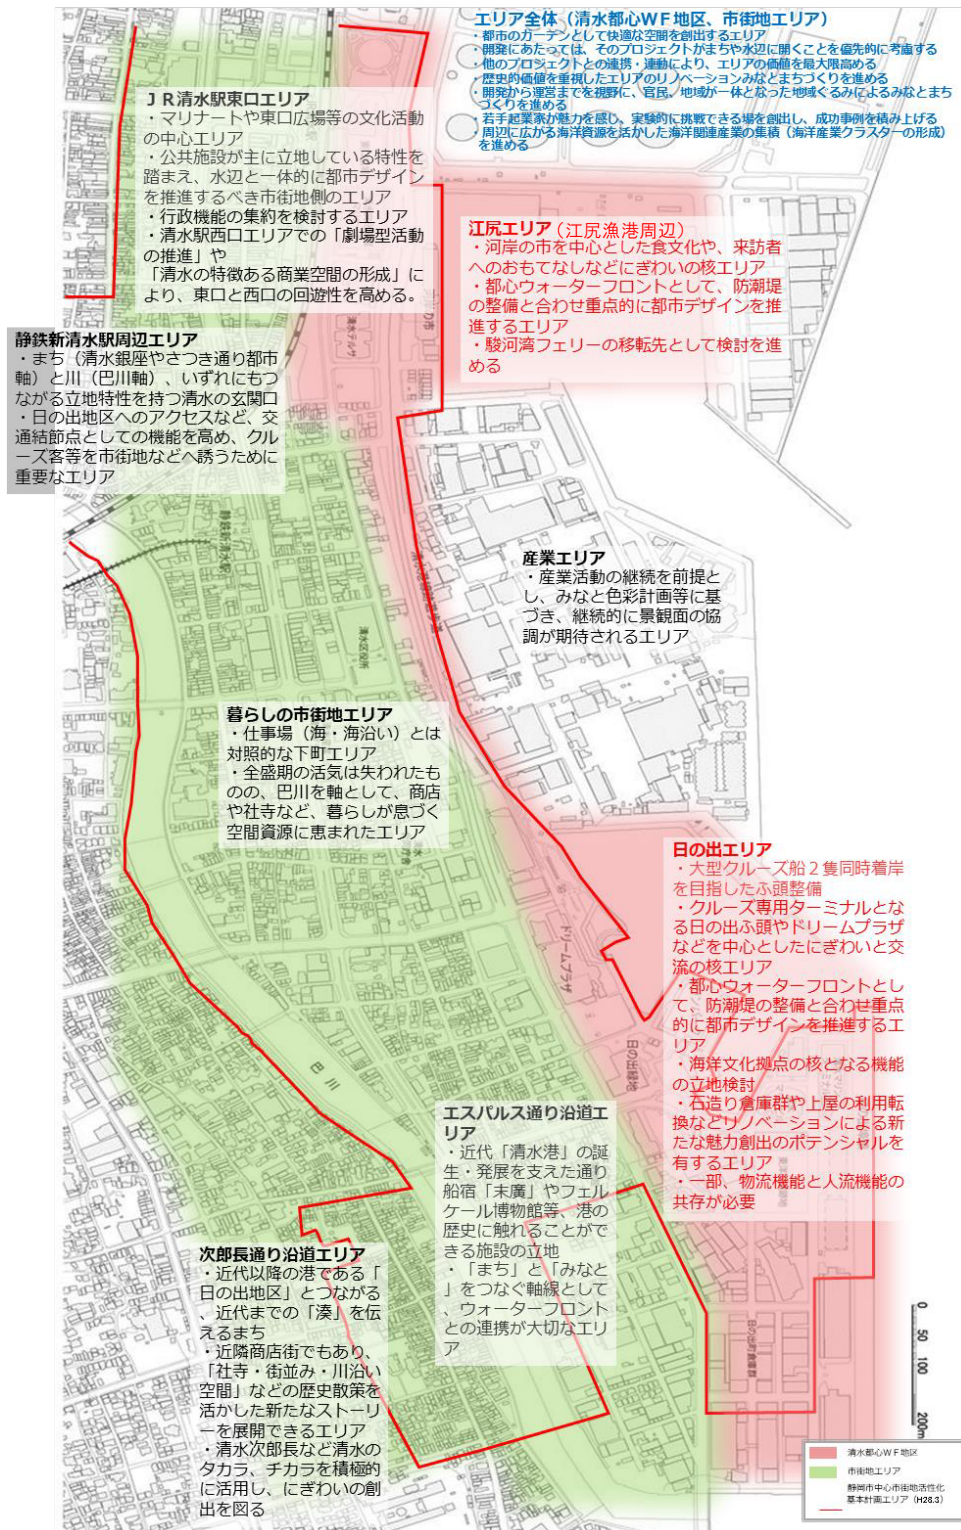 エリア全体（清水都心ＷＦ地区、市街地エリア）
・都市のガーデンとして快適な空間を創出するエリア
・開発にあたっては、そのプロジェクトがまちや水辺に開くことを優先的に考慮する
・他のプロジェクトとの連携・連動により、エリアの価値を最大限高める
・歴史的価値を重視したエリアのリノベーションみなとまちづくりを進める
・開発から運営までを視野に、官民、地域が一体となった地域ぐるみによるみなとまち
づくりを進める
・若手起業家が魅力を感じ、実験的に挑戦できる場を創出し、成功事例を積み上げる
・周辺に広がる海洋資源を活かした海洋関連産業の集積（海洋産業クラスターの形成）
を進める
ＪＲ清水駅東口エリア
・マリナートや東口広場等の文化活動
の中心エリア
・公共施設が主に立地している特性を
踏まえ、水辺と一体的に都市デザイン
を推進するべき市街地側のエリア
・行政機能の集約を検討するエリア
・清水駅西口エリアでの「劇場型活動
の推進」や
「清水の特徴ある商業空間の形成」に
より、東口と西口の回遊性を高める。
江尻エリア（江尻漁港周辺）
・河岸の市を中心とした食文化や、来訪者
へのおもてなしなどにぎわいの核エリア
・都心ウォーターフロントとして、防潮堤
の整備と合わせ重点的に都市デザインを推
進するエリア
・駿河湾フェリーの移転先として検討を進
める
静鉄新清水駅周辺エリア
・まち（清水銀座やさつき通り都市
軸）と川（巴川軸）、いずれにもつ
ながる立地特性を持つ清水の玄関口
・日の出地区へのアクセスなど、交
通結節点としての機能を高め、クル
ーズ客等を市街地などへ誘うために
重要なエリア
清水テルサ
静鉄新清水駅
清水港線跡遊歩道
清水区役所
産業エリア
・産業活動の継続を前提と
し、みなと色彩計画等に基
づき、継続的に景観面の協
調が期待されるエリア
暮らしの市街地エリア
・仕事場（海・海沿い）とは
対照的な下町エリア
・全盛期の活気は失われたも
のの、巴川を軸として、商店
や社寺など、暮らしが息づく
空間資源に恵まれたエリア
ドリームプラザ
日の出緑地
巴川
日の出エリア
・大型クルーズ船２隻同時着岸
を目指したふ頭整備
・クルーズ専用ターミナルとな
る日の出ふ頭やドリームプラザ
などを中心としたにぎわいと交
流の核エリア
・都心ウォーターフロントとし
て、防潮堤の整備と合わせ重点
的に都市デザインを推進するエ
リア
・海洋文化拠点の核となる機能
の立地検討
・石造り倉庫群や上屋の利用転
換などリノベーションによる新
たな魅力創出のポテンシャルを
有するエリア
・一部、物流機能と人流機能の
共存が必要
エスパルス通り沿道エ
リア
・近代「清水港」の誕
生・発展を支えた通り
船宿「末廣」やフェル
ケール博物館等、港の
歴史に触れることがで
きる施設の立地
・「まち」と「みなと
」をつなぐ軸線として
、ウォーターフロント
との連携が大切なエリ
ア
次郎長通り沿道エリア
・近代以降の港である「
日の出地区」とつながる
、近代までの「湊」を伝
えるまち
・近隣商店街でもあり、
「社寺・街並み・川沿い
空間」などの歴史散策を
活かした新たなストーリ
ーを展開できるエリア
・清水次郎長など清水の
タカラ、チカラを積極的
に活用し、にぎわいの創
出を図る
日の出町倉庫群
0 50 100 200m
清水都心ＷＦ地区
市街地エリア
静岡市中心市街地活性化
基本計画エリア（H28.3）